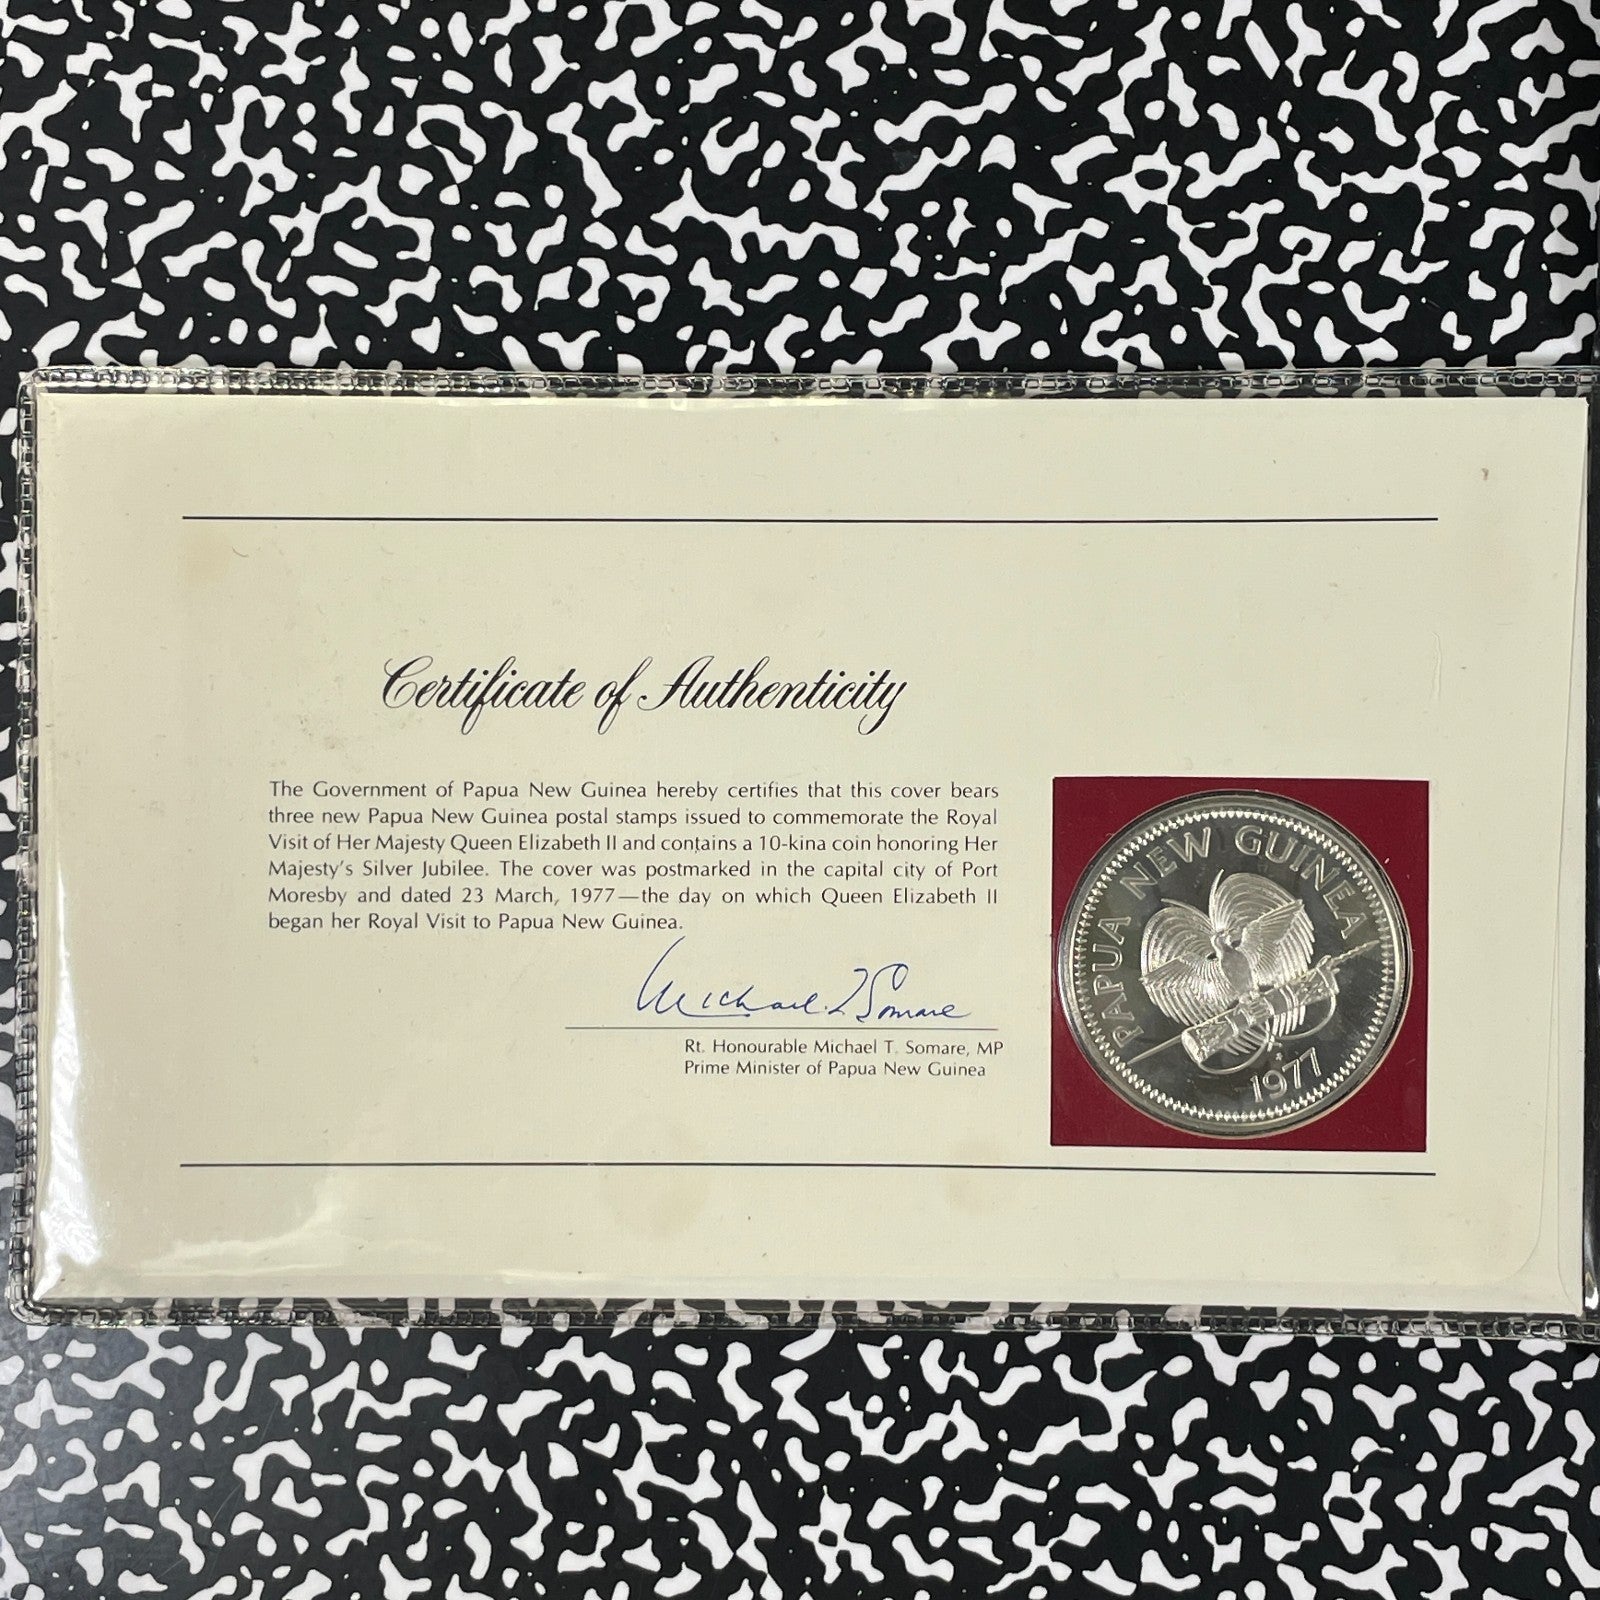 Certificate of Authenticity
The Government of Papua New Guinea hereby certifies that this cover bears
three new Papua New Guinea postal stamps issued to commemorate the Royal
Visit of Her Majesty Queen Elizabeth II and contains a 10-kina coin honoring Her
Majesty's Silver Jubilee. The cover was postmarked in the capital city of Port
Moresby and dated 23 March, 1977—the day on which Queen Elizabeth II
began her Royal Visit to Papua New Guinea.
Michael T Somare
Rt. Honourable Michael T. Somare, MP
Prime Minister of Papua New Guinea
PAPUA NEW GUINEA
1977